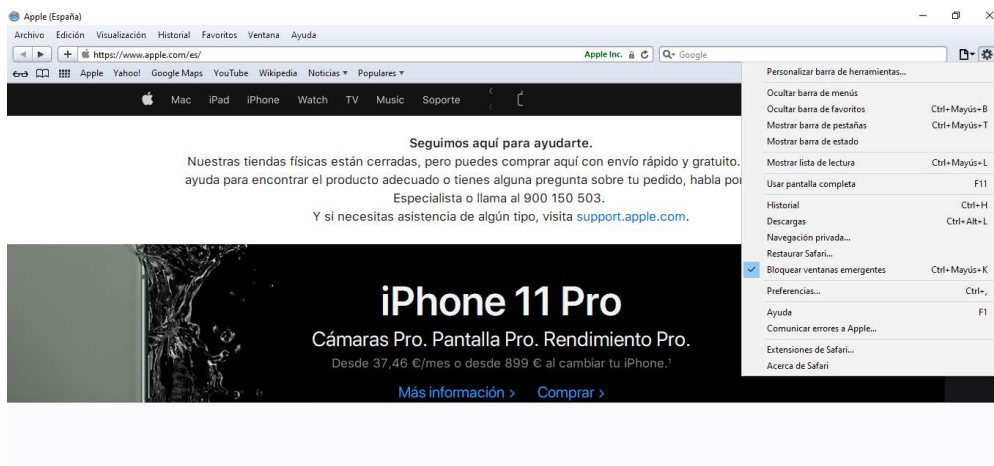 Apple (España)
Archivo Edición Visualización Historial Favoritos Ventana Ayuda
https://www.apple.com/es/ Apple Inc. Google
Apple Yahoo! Google Maps YouTube Wikipedia Noticias Populares
Mac iPad iPhone Watch TV Music Soporte
Seguimos aquí para ayudarte.
Nuestras tiendas físicas están cerradas, pero puedes comprar aquí con envío rápido y gratuito.
ayuda para encontrar el producto adecuado o tienes alguna pregunta sobre tu pedido, habla
Especialista o llama al 900 150 503.
Y si necesitas asistencia de algún tipo, visita support.apple.com.
iPhone 11 Pro
Cámaras Pro. Pantalla Pro. Rendimiento Pro.
Desde 37,46 €/mes o desde 899 € al cambiar tu iPhone.¹
Más información > Comprar >
Personalizar barra de herramientas...
Ocultar barra de menús
Ocultar barra de favoritos Ctrl+Mayús+B
Mostrar barra de pestañas Ctrl+Mayús+T
Mostrar barra de estado
Mostrar lista de lectura Ctrl+Mayús+L
Usar pantalla completa F11
Historial Ctrl+H
Descargas Ctrl+Alt+L
Navegación privada...
Restaurar Safari...
Bloquear ventanas emergentes Ctrl+Mayús+K
Preferencias... Ctrl+,
Ayuda F1
Comunicar errores a Apple...
Extensiones de Safari...
Acerca de Safari